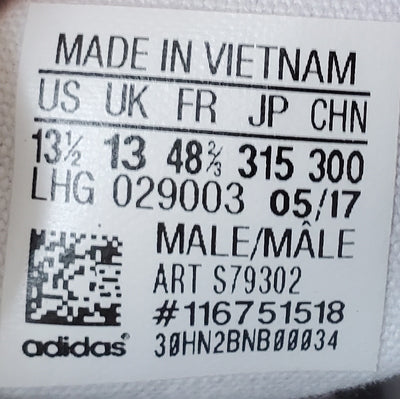 MADE IN VIETNAM
US UK FR JP CHN
13½ 13 48⅔ 315 300
LHG 029003 05/17
MALE/MÂLE
ART S79302
#116751518
adidas 30HN2BNB00034